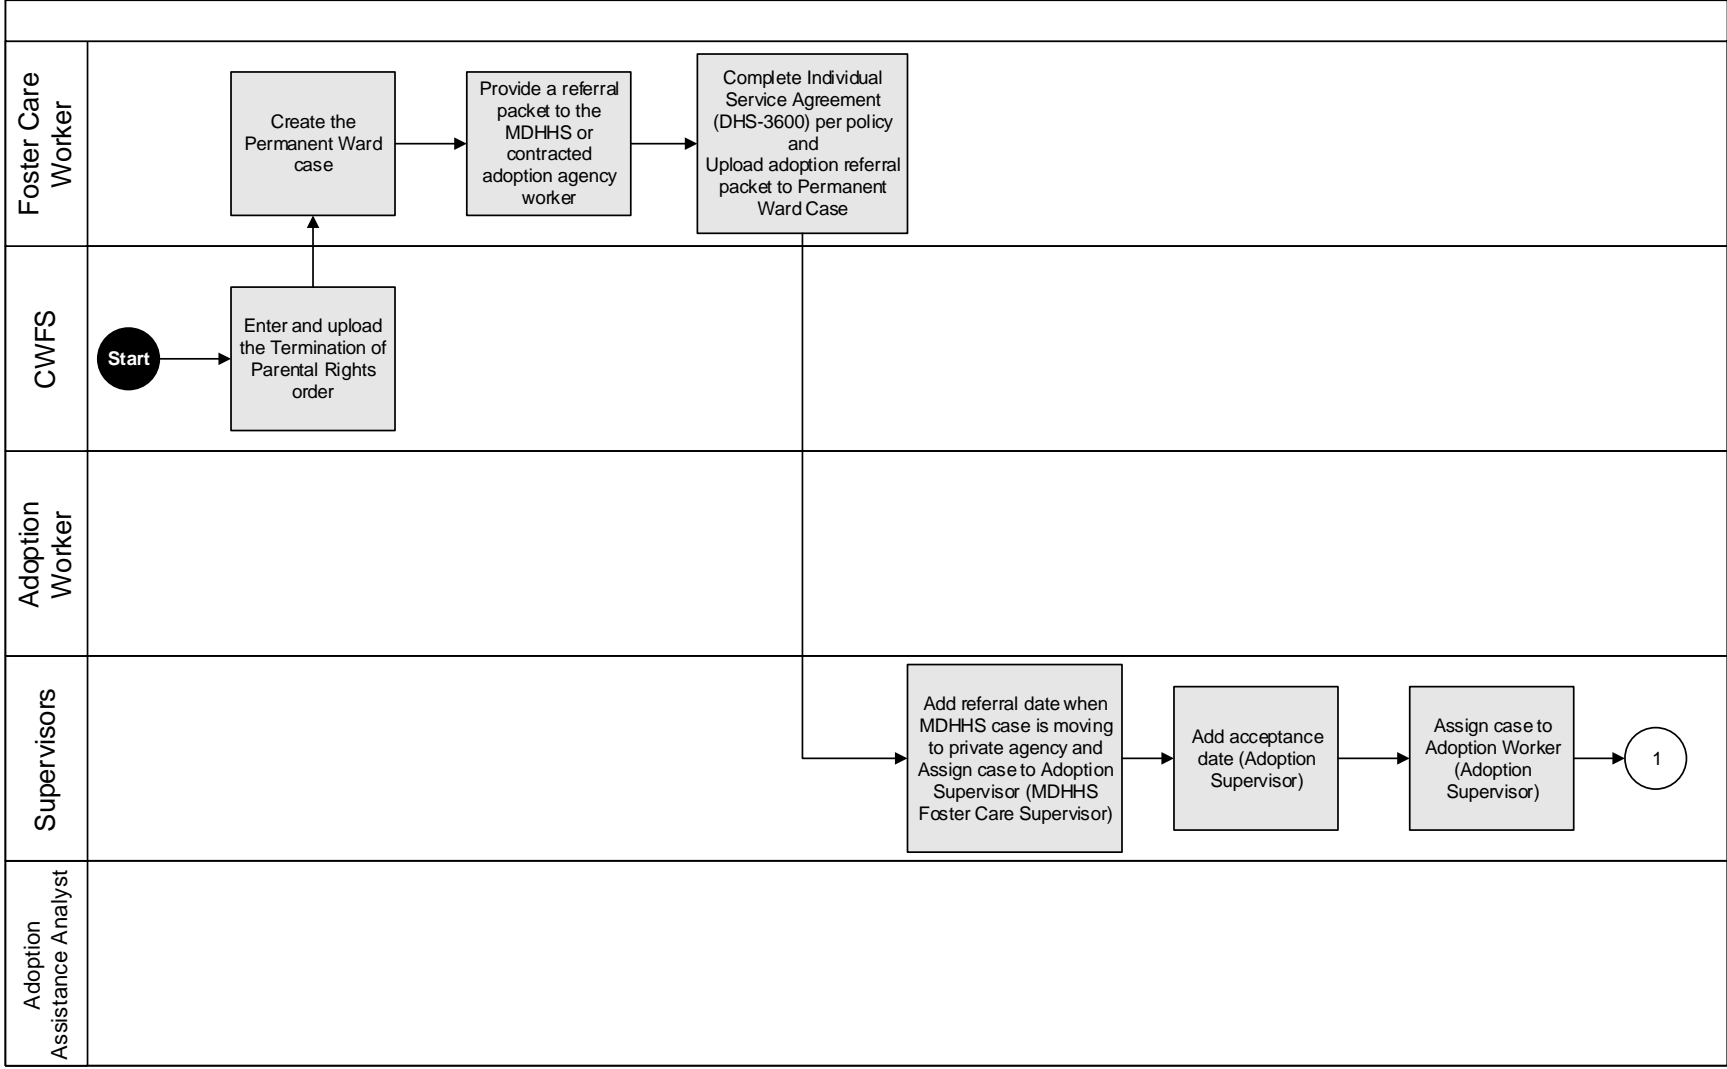 Foster Care
Worker
Create the
Permanent Ward
case
Provide a referral
packet to the
MDHHS or
contracted
adoption agency
worker
Complete Individual
Service Agreement
(DHS-3600) per policy
and
Upload adoption referral
packet to Permanent
Ward Case
CWFS
Start
Enter and upload
the Termination of
Parental Rights
order
Adoption
Worker
Supervisors
Add referral date when
MDHHS case is moving
to private agency and
Assign case to Adoption
Supervisor (MDHHS
Foster Care Supervisor)
Add acceptance
date (Adoption
Supervisor)
Assign case to
Adoption Worker
(Adoption
Supervisor)
1
Adoption
Assistance Analyst